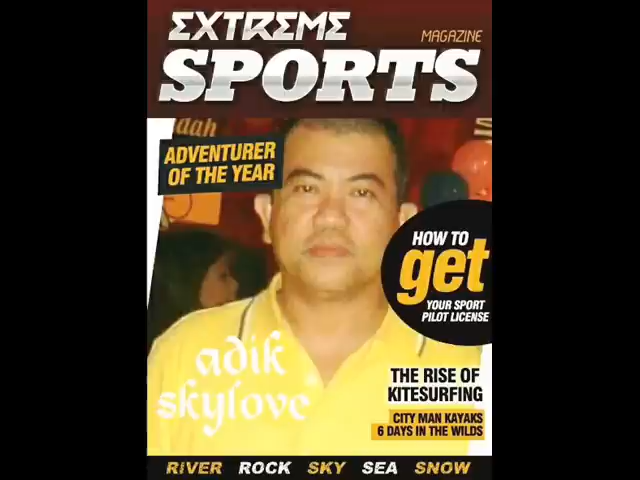 EXTREME
MAGAZINE
SPORTS
dah
ADVENTURER
OF THE YEAR
HOW TO
get
YOUR SPORT
PILOT LICENSE
adik
skylove
THE RISE OF
KITESURFING
CITY MAN KAYAKS
6 DAYS IN THE WILDS
RIVER ROCK SKY SEA SNOW